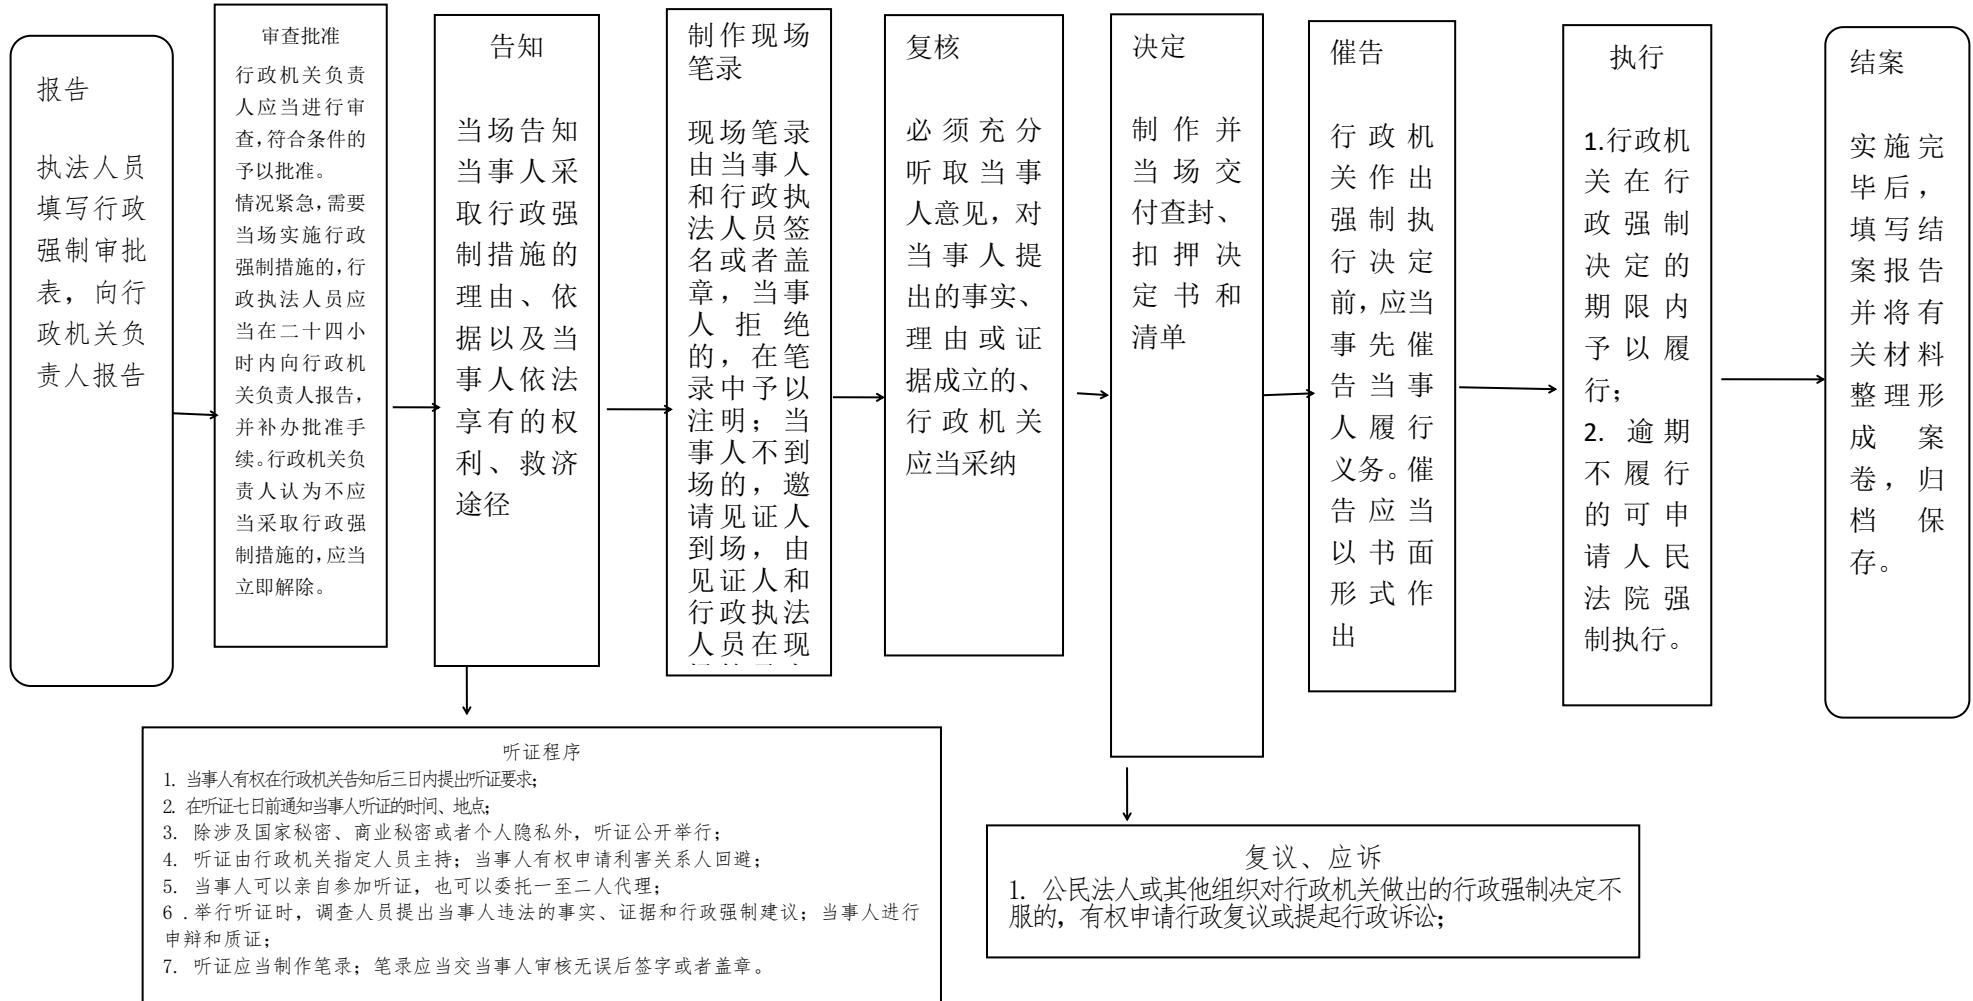 报告
执法人员
填写行政
强制审批
表，向行
政机关负
责人报告
审查批准
行政机关负责
人应当进行审
查，符合条件的
予以批准。
情况紧急，需要
当场实施行政
强制措施的，行
政执法人员应
当在二十四小
时内向行政机
关负责人报告，
并补办批准手
续。行政机关负
责人认为不应
当采取行政强
制措施的，应当
立即解除。
告知
当场告知
当事人采
取行政强
制措施的
理由、依
据以及当
事人依法
享有的权
利、救济
途径
制作现场
笔录
现场笔录
由当事人
和行政执
法人员签
名或者盖
章，当事
人拒绝
的，在笔
录中予以
注明；当
事人不到
场的，邀
请见证人
到场，由
见证人和
行政执法
人员在现
复核
必须充分
听取当事
人意见，对
当事人提
出的事实、
理由或证
据成立的、
行政机关
应当采纳
决定
制作并
当场交
付查封、
扣押决
定书和
清单
催告
行政机
关作出
强制执
行决定
前，应当
事先催
告当事
人履行
义务。催
告应当
以书面
形式作
出
执行
1.行政机
关在行
政强制
决定的
期限内
予以履
行；
2. 逾期
不履行
的可申
请人民
法院强
制执行。
结案
实施完
毕后，
填写结
案报告
并将有
关材料
整理形
成案
卷，归
档保
存。
听证程序
1. 当事人有权在行政机关告知后三日内提出听证要求；
2. 在听证七日前通知当事人听证的时间、地点；
3. 除涉及国家秘密、商业秘密或者个人隐私外，听证公开举行；
4. 听证由行政机关指定人员主持；当事人有权申请利害关系人回避；
5. 当事人可以亲自参加听证，也可以委托一至二人代理；
6 .举行听证时，调查人员提出当事人违法的事实、证据和行政强制建议；当事人进行
申辩和质证；
7. 听证应当制作笔录；笔录应当交当事人审核无误后签字或者盖章。
复议、应诉
1. 公民法人或其他组织对行政机关做出的行政强制决定不
服的，有权申请行政复议或提起行政诉讼；